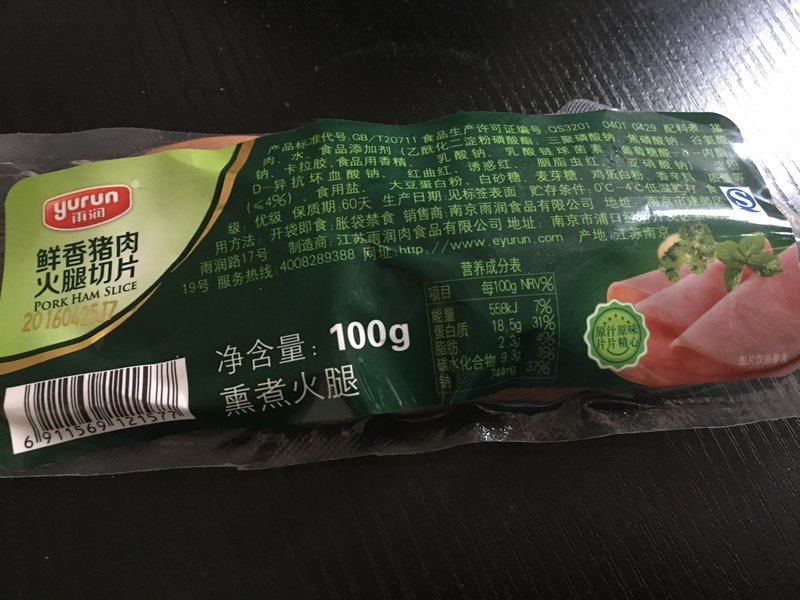 yurun
雨润
鲜香猪肉
火腿切片
PORK HAM SLICE
20160425J7
6 911569 121577
产品标准代号:GB/T20711 食品生产许可证编号:QS3201 0401 0429 配料表:猪
肉、水、食品添加剂(乙酰化二淀粉磷酸酯、三聚磷酸钠、焦磷酸钠、谷氨酸
钠、卡拉胶、食品用香精、乳酸钠、乳酸链球菌素、葡萄糖酸-δ-内酯
D-异抗坏血酸钠、红曲红、诱惑红、胭脂虫红、亚硝酸钠)、淀粉
(≤4%)、食用盐、大豆蛋白粉、白砂糖、麦芽糖、鸡蛋白粉、香辛料
级:优级 保质期:60天 生产日期:见标签表面 贮存条件:0℃-4℃低温贮存 食
用方法:开袋即食,胀袋禁食 销售商:南京雨润食品有限公司 地址:南京市建邺区
雨润路17号 制造商:江苏雨润肉食品有限公司 地址:南京市浦口经
19号 服务热线:4008289388 网址:http://www.eyurun.com 产地:江苏南京
QS
营养成分表
项目 每100g NRV%
能量 558kJ 7%
蛋白质 18.5g 31%
脂肪 2.3g 4%
碳水化合物 9.3g 3%
钠 744mg 37%
净含量:100g
熏煮火腿
原汁原味
片片精心
图片仅供参考